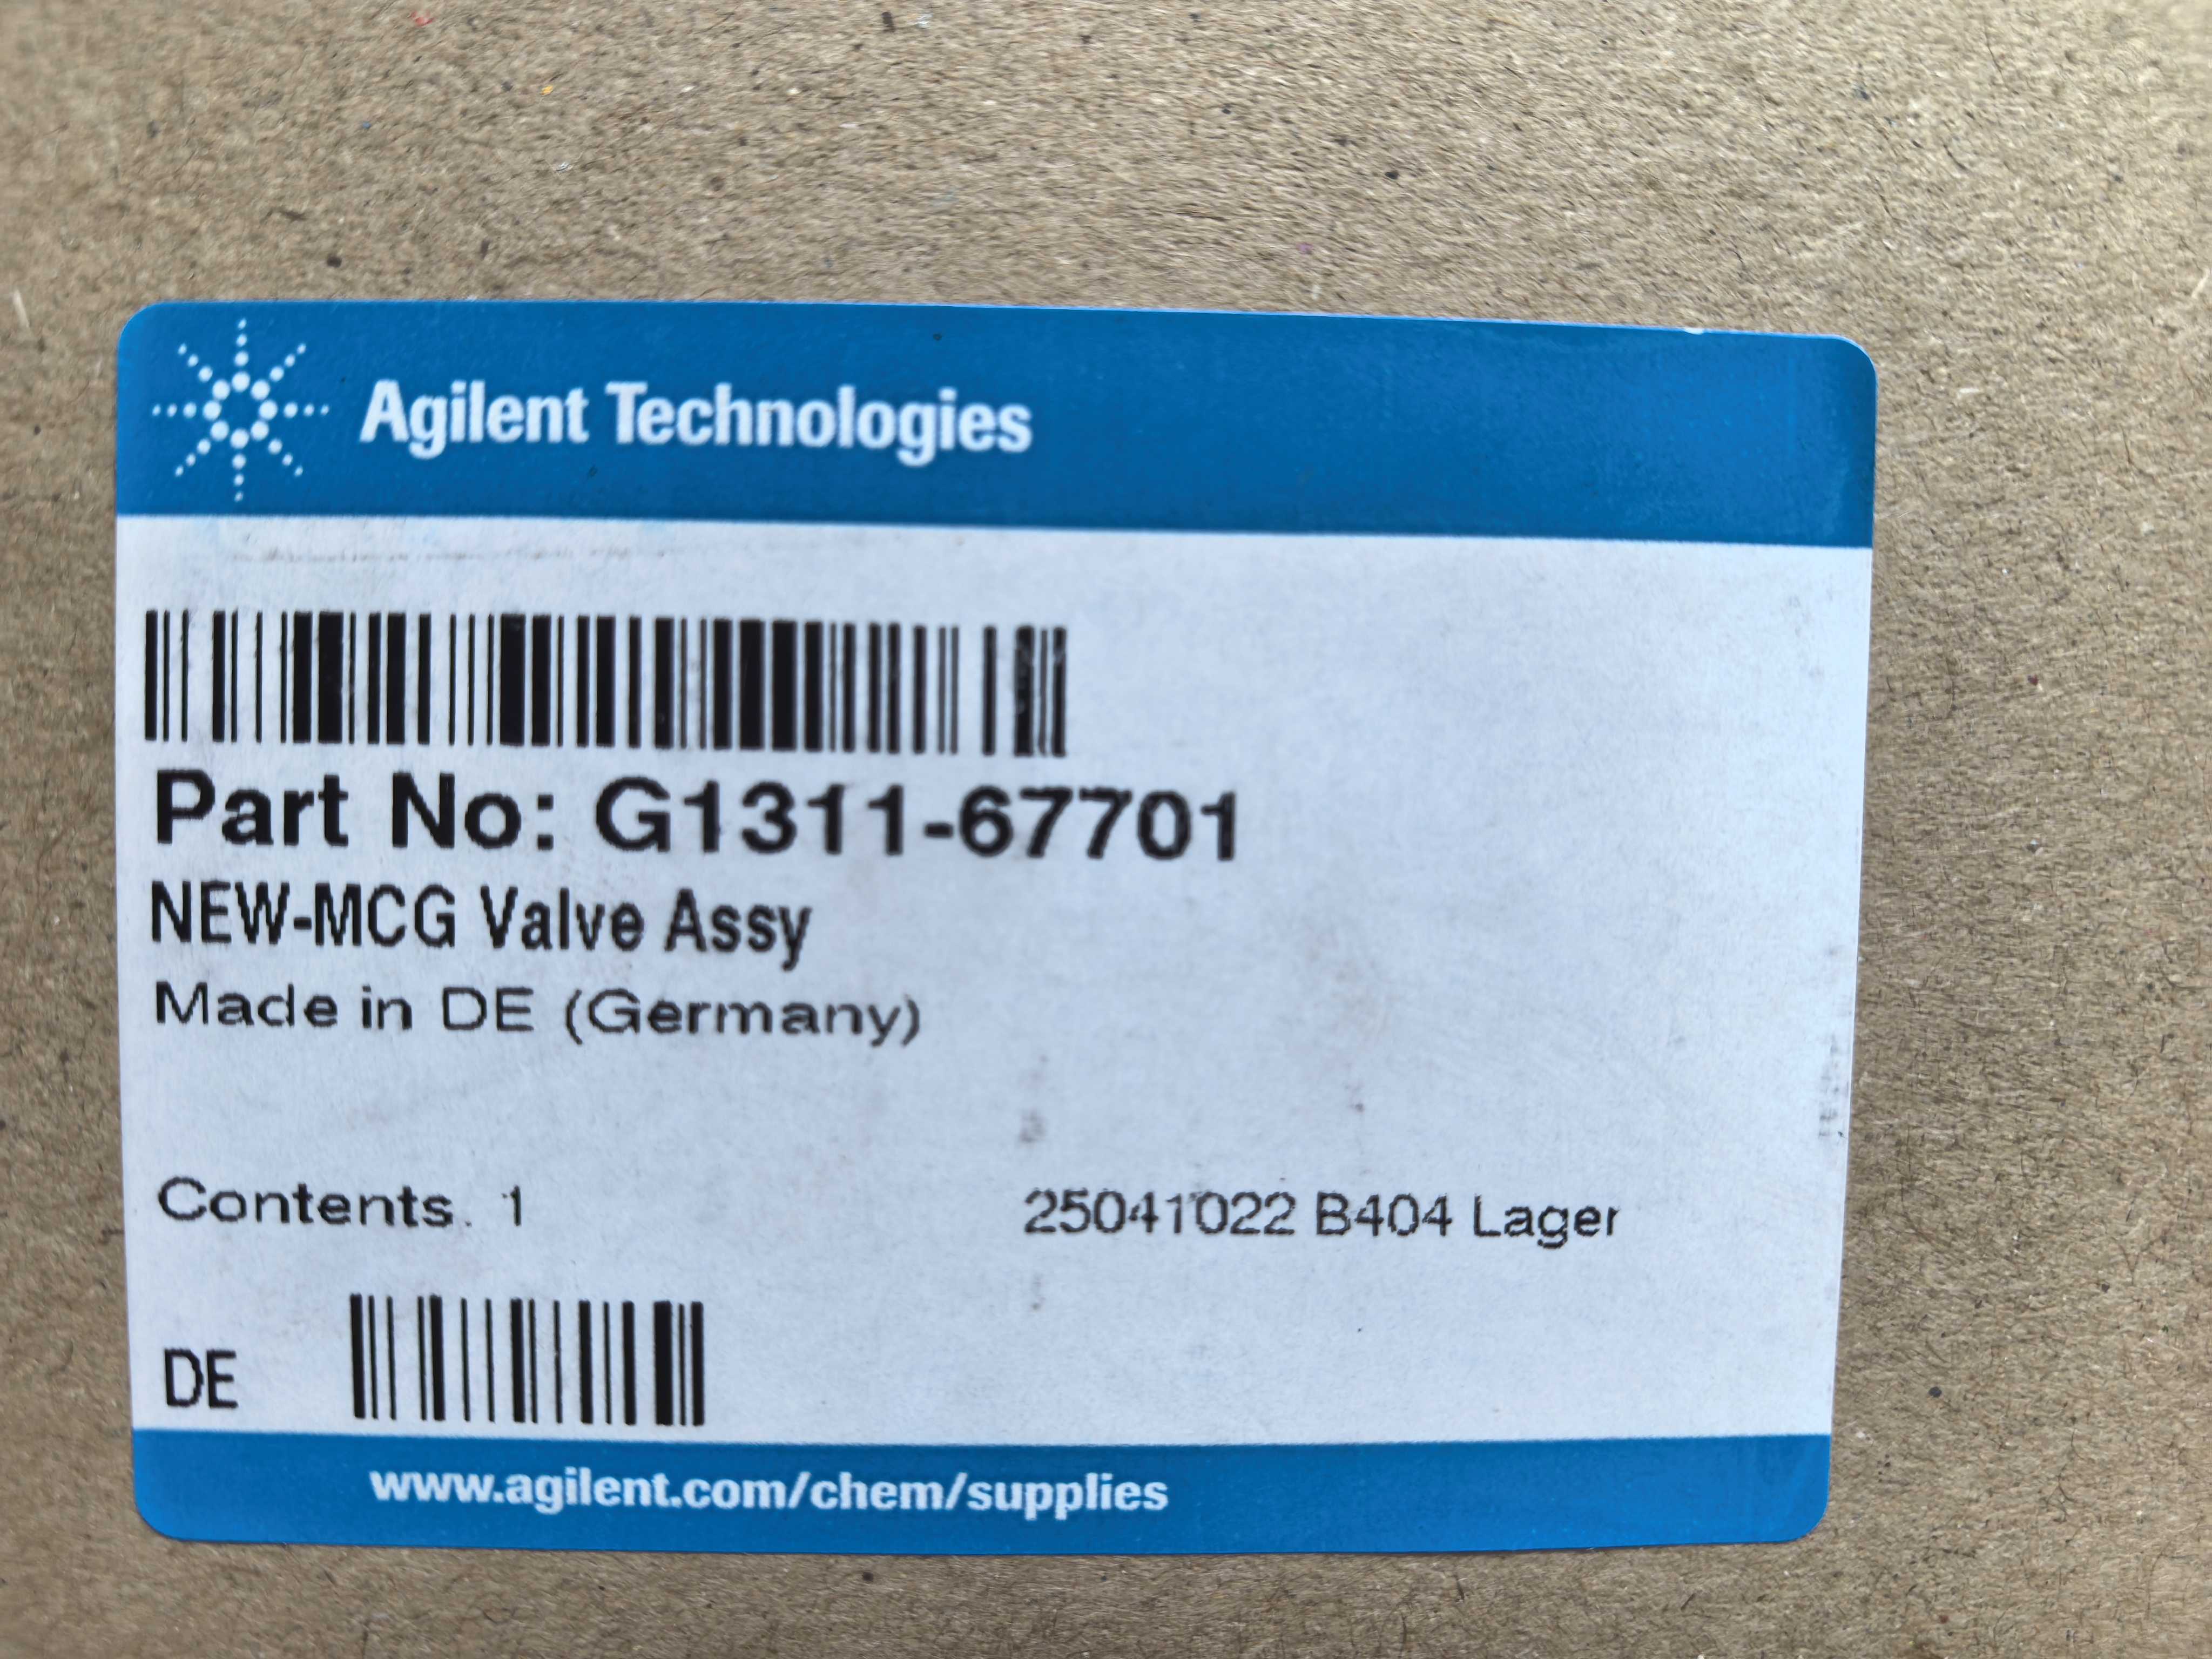 Agilent Technologies
Part No: G1311-67701
NEW-MCG Valve Assy
Made in DE (Germany)
Contents. 1
25041022 B404 Lager
DE
www.agilent.com/chem/supplies